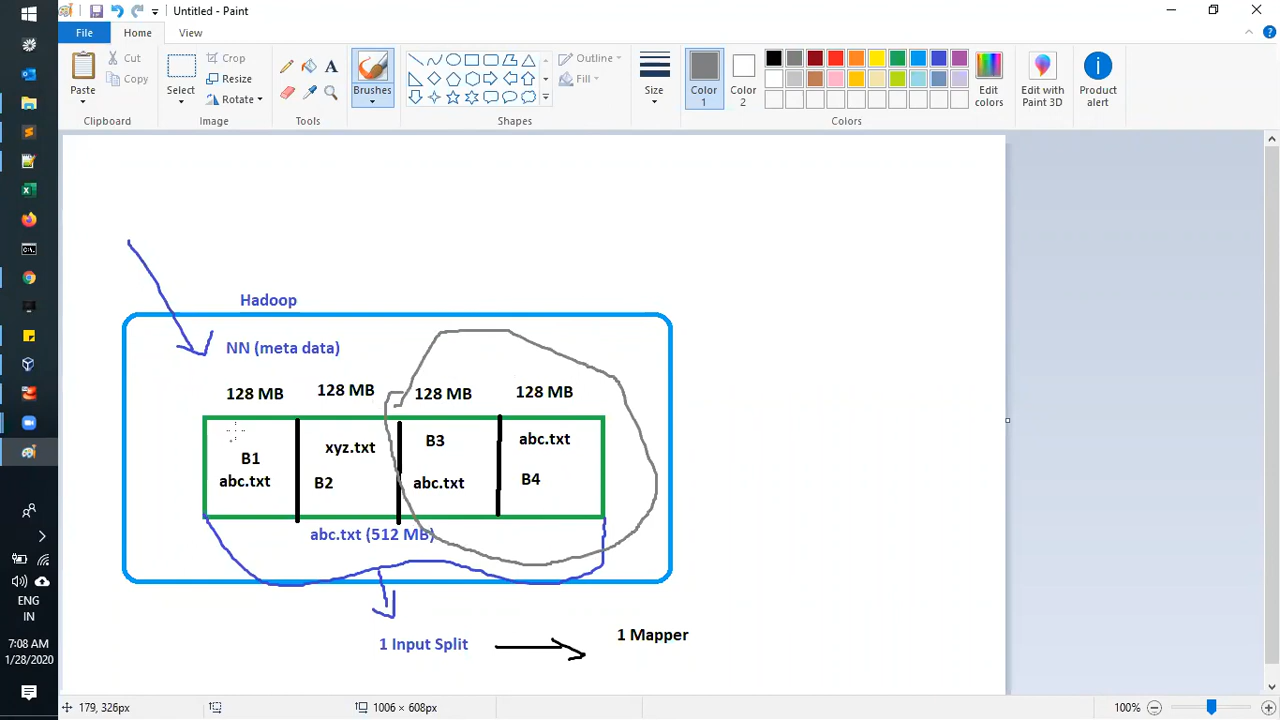 Untitled - Paint
File Home View
Paste
Cut
Copy
Clipboard
Select
Crop
Resize
Rotate
Image
Tools
Brushes
Shapes
Outline
Fill
Size
Color 1
Color 2
Colors
Edit colors
Edit with Paint 3D
Product alert
Hadoop
NN (meta data)
128 MB 128 MB 128 MB 128 MB
B1
abc.txt
xyz.txt
B2
B3
abc.txt
abc.txt
B4
abc.txt (512 MB)
1 Input Split
1 Mapper
ENG
IN
7:08 AM
1/28/2020
179, 326px
1006 × 608px
100%